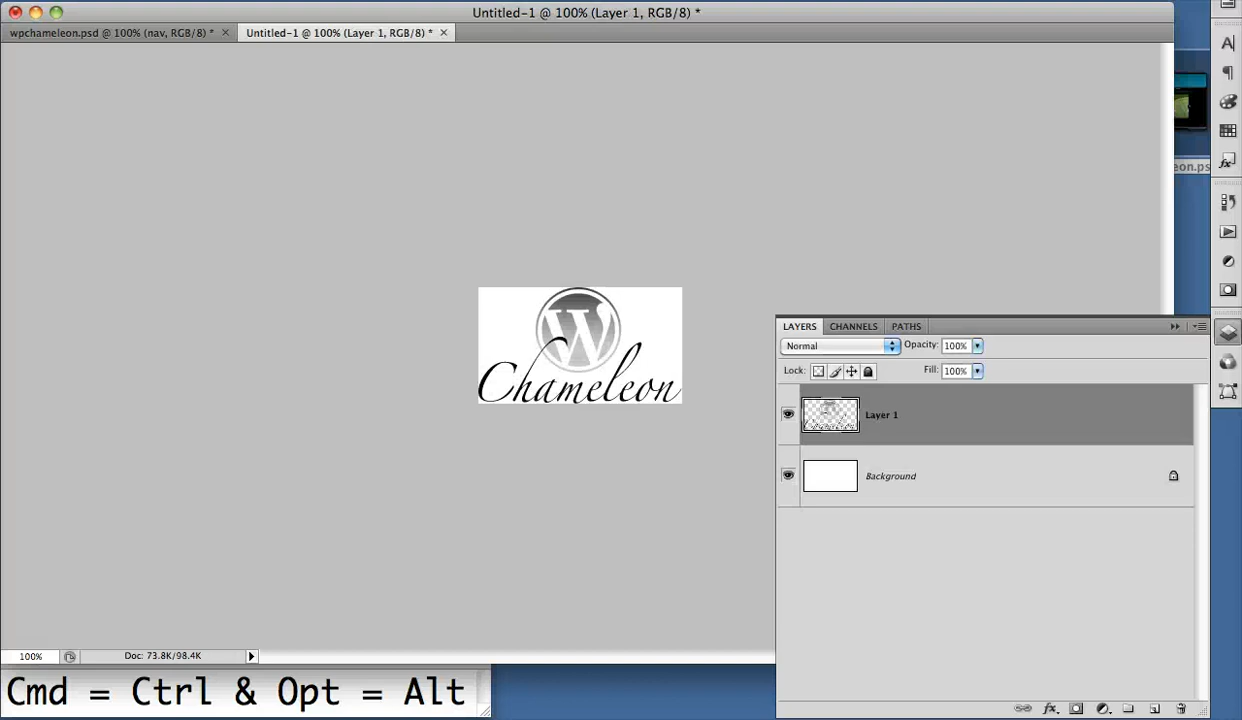 Untitled-1 @ 100% (Layer 1, RGB/8) *
wpchameleon.psd @ 100% (nav, RGB/8) *
Untitled-1 @ 100% (Layer 1, RGB/8) *
eon.ps
W
Chameleon
LAYERS
CHANNELS
PATHS
Normal
Opacity: 100%
Lock:
Fill: 100%
Layer 1
Background
100%
Doc: 73.8K/98.4K
Cmd = Ctrl & Opt = Alt